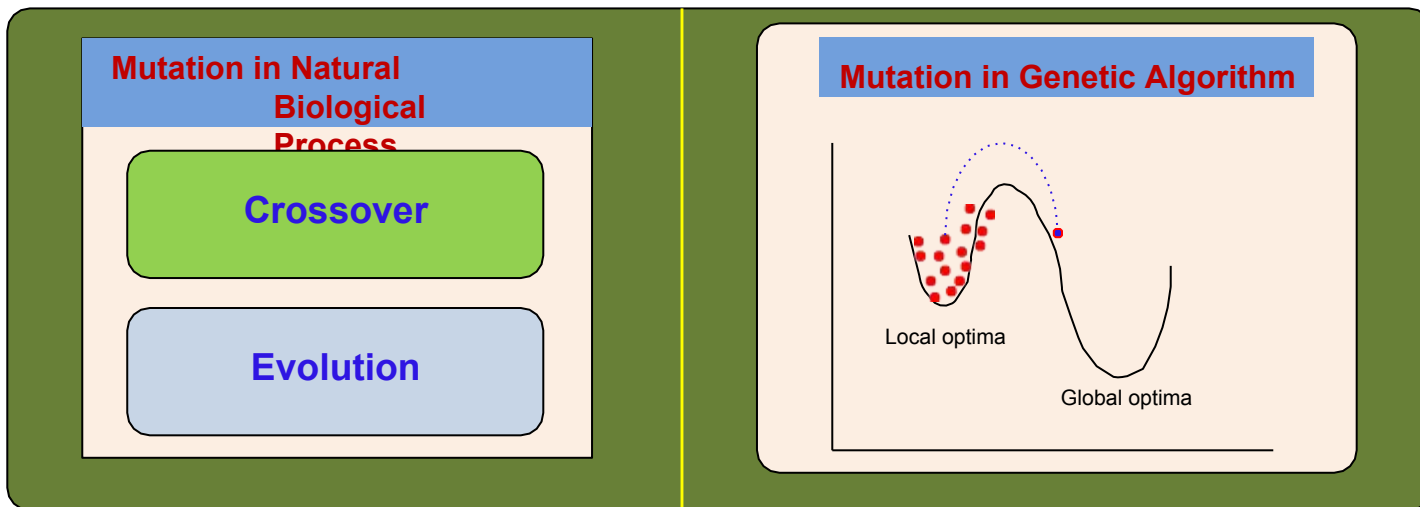 Mutation in Natural
Biological
Process
Crossover
Evolution
Mutation in Genetic Algorithm
Local optima
Global optima